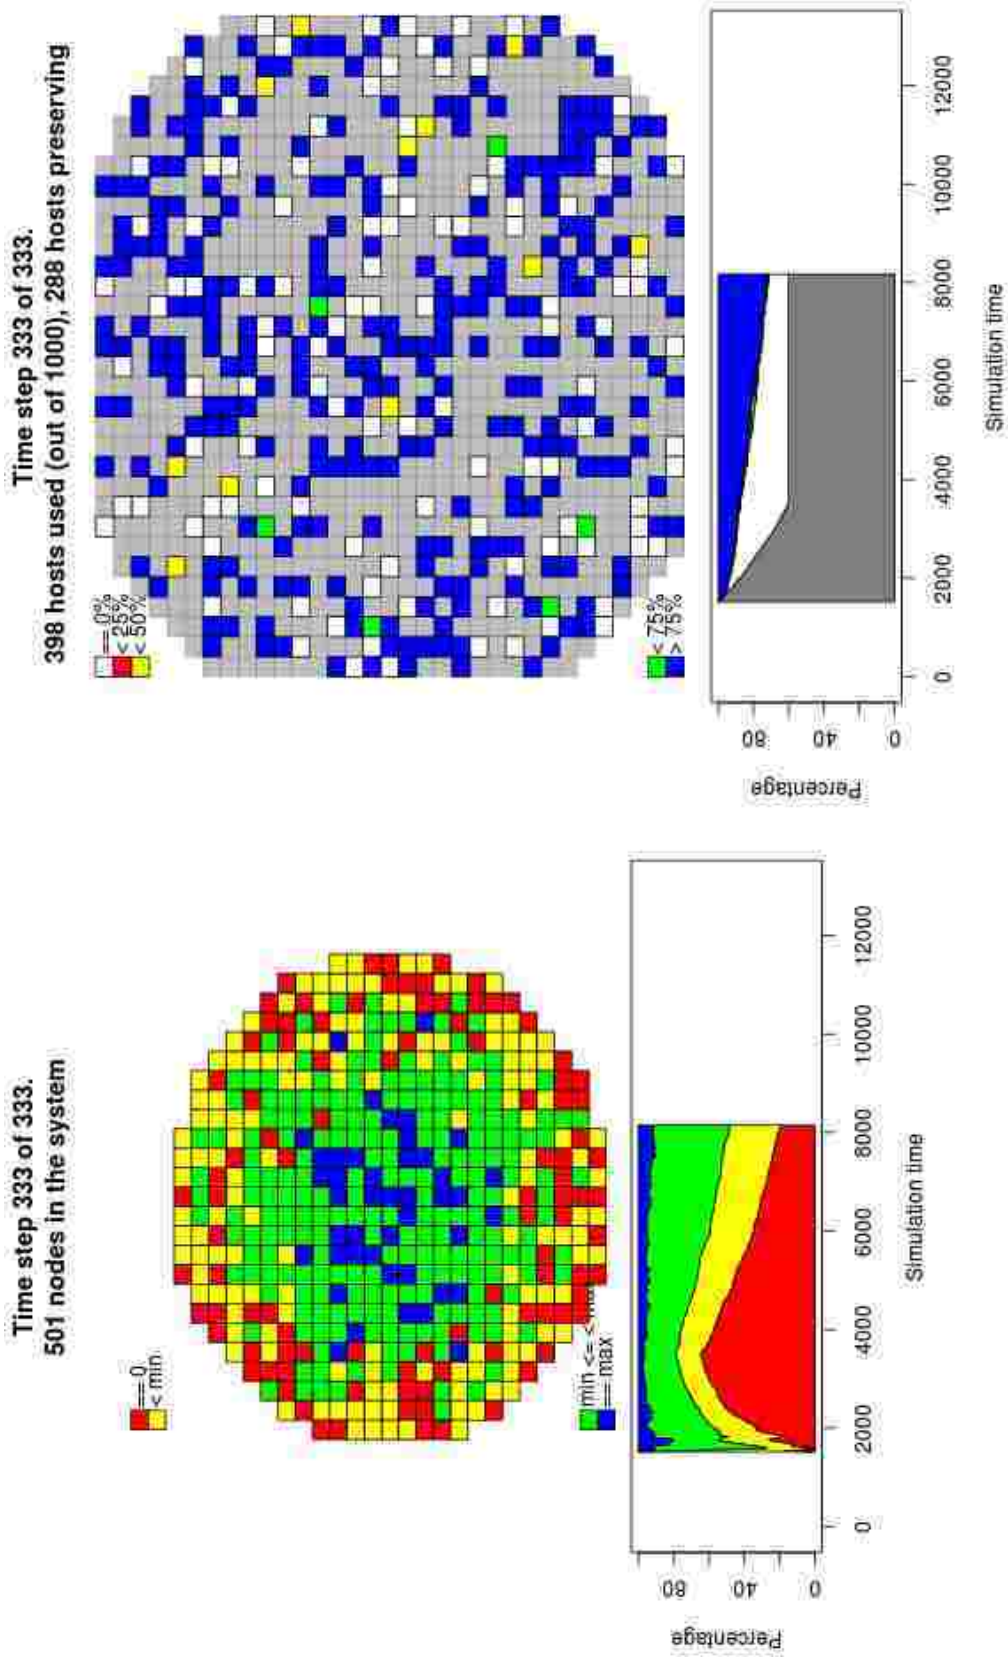 Time step 333 of 333.
501 nodes in the system
== 0
< min
min <= < max
== max
Percentage
0 40 80
0 2000 4000 6000 8000 10000 12000
Simulation time
Time step 333 of 333.
398 hosts used (out of 1000), 288 hosts preserving
== 0%
< 25%
< 50%
< 75%
> 75%
Percentage
0 40 80
0 2000 4000 6000 8000 10000 12000
Simulation time